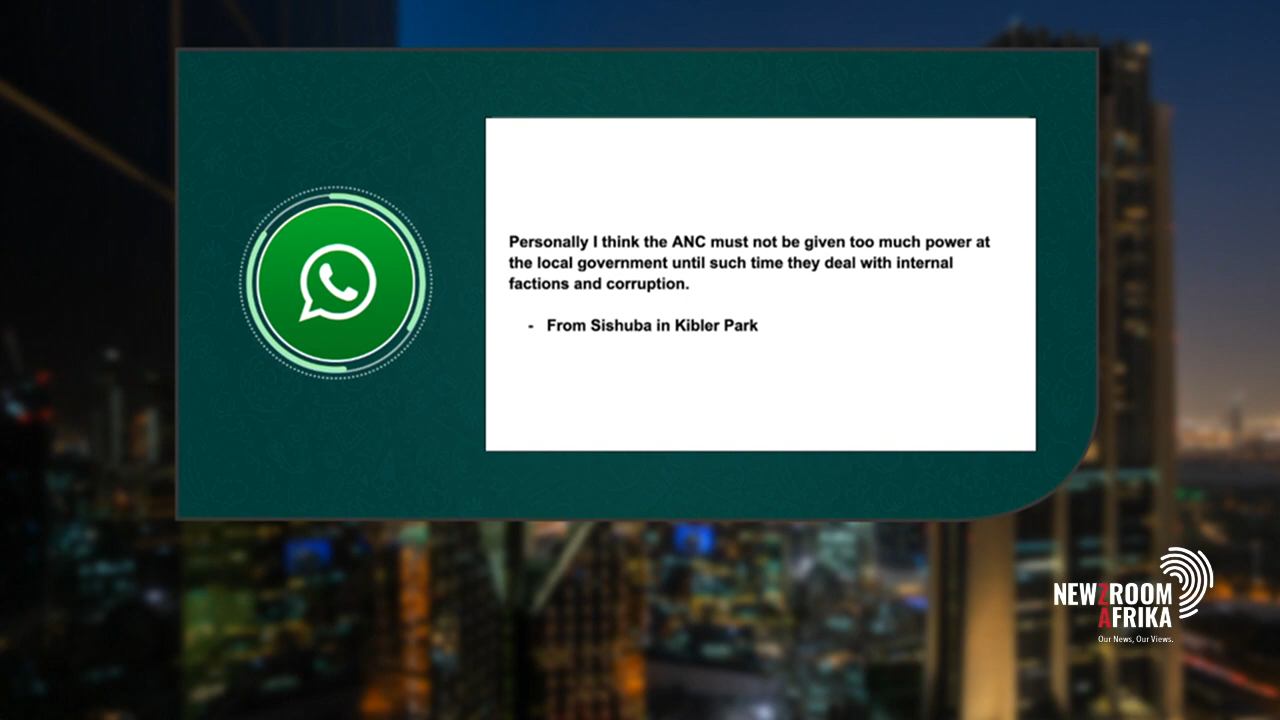 Personally I think the ANC must not be given too much power at
the local government until such time they deal with internal
factions and corruption.
- From Sishuba in Kibler Park
NEWZROOM
AFRIKA
Our News, Our Views.